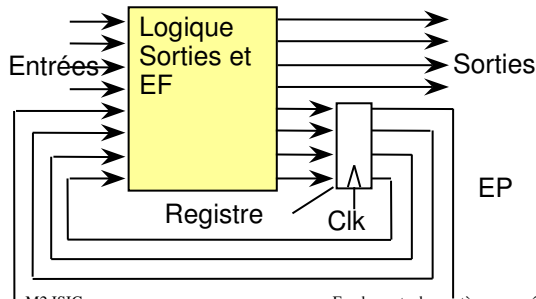 Logique
Sorties et
EF
Entrées
Sorties
EP
Registre
Clk
M2 ISIC